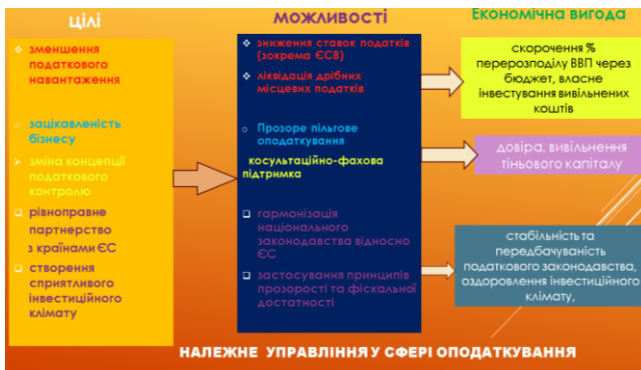 цілі
зменшення
податкового
навантаження
зацікавленість
бізнесу
зміна концепції
податкового
контролю
рівноправне
партнерство
з країнами ЄС
створення
сприятливого
інвестиційного
клімату
можливості
зниження ставок податків
(зокрема ЄСВ)
ліквідація дрібних
місцевих податків
Прозоре пільгове
оподаткування
косультаційно-фахова
підтримка
гармонізація
національного
законодавства відносно
ЄС
застосування принципів
прозорості та фіскальної
достатності
Економічна вигода
скорочення %
перерозподілу ВВП через
бюджет, власне
інвестування вивільнених
коштів
довіра, вивільнення
тіньового капіталу
стабільність та
передбачуваність
податкового законодавства,
оздоровлення інвестиційного
клімату,
НАЛЕЖНЕ УПРАВЛІННЯ У СФЕРІ ОПОДАТКУВАННЯ